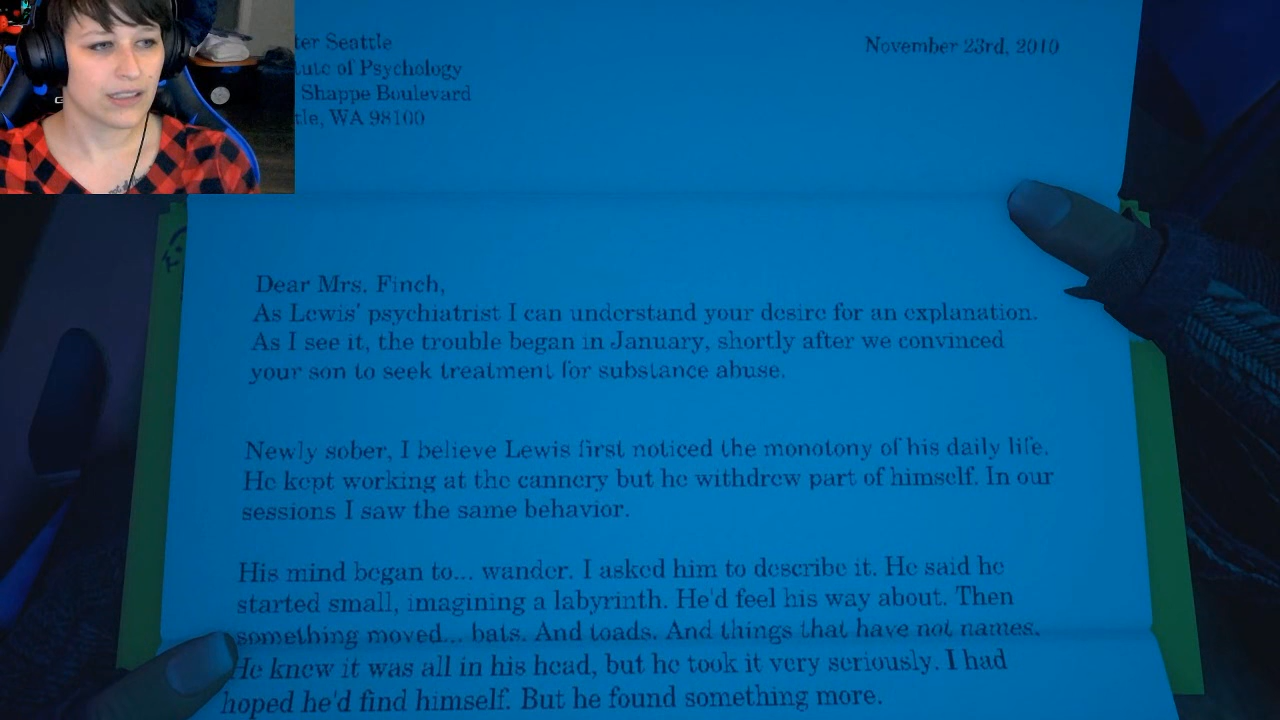 ter Seattle
tute of Psychology
Shappe Boulevard
tle, WA 98100
November 23rd, 2010
Dear Mrs. Finch,
As Lewis' psychiatrist I can understand your desire for an explanation.
As I see it, the trouble began in January, shortly after we convinced
your son to seek treatment for substance abuse.
Newly sober, I believe Lewis first noticed the monotony of his daily life.
He kept working at the cannery but he withdrew part of himself. In our
sessions I saw the same behavior.
His mind began to... wander. I asked him to describe it. He said he
started small, imagining a labyrinth. He'd feel his way about. Then
something moved... bats. And toads. And things that have not names.
He knew it was all in his head, but he took it very seriously. I had
hoped he'd find himself. But he found something more.